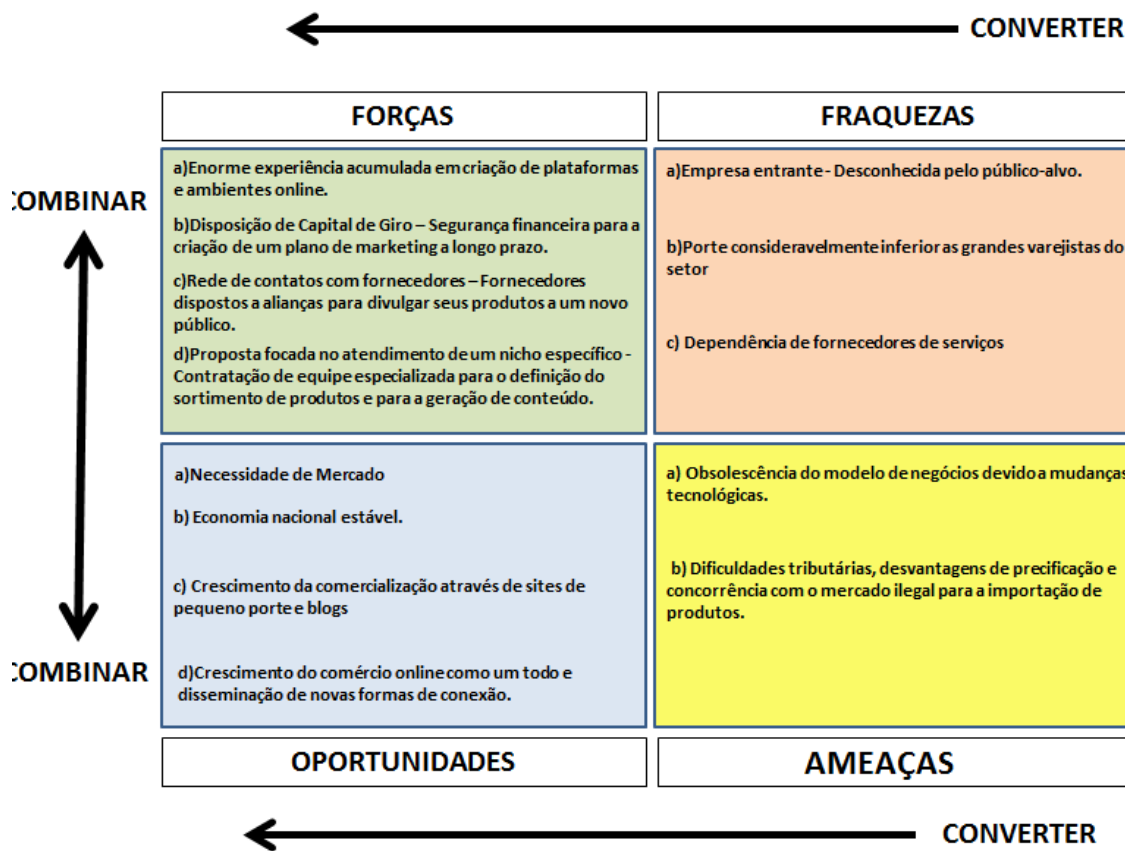 CONVERTER
FORÇAS
FRAQUEZAS
COMBINAR
a)Enorme experiência acumulada em criação de plataformas
e ambientes online.
b)Disposição de Capital de Giro – Segurança financeira para a
criação de um plano de marketing a longo prazo.
c)Rede de contatos com fornecedores – Fornecedores
dispostos a alianças para divulgar seus produtos a um novo
público.
d)Proposta focada no atendimento de um nicho específico -
Contratação de equipe especializada para o definição do
sortimento de produtos e para a geração de conteúdo.
a)Empresa entrante - Desconhecida pelo público-alvo.
b)Porte consideravelmente inferior as grandes varejistas do
setor
c) Dependência de fornecedores de serviços
a)Necessidade de Mercado
b) Economia nacional estável.
c) Crescimento da comercialização através de sites de
pequeno porte e blogs
d)Crescimento do comércio online como um todo e
disseminação de novas formas de conexão.
a) Obsolescência do modelo de negócios devido a mudanças
tecnológicas.
b) Dificuldades tributárias, desvantagens de precificação e
concorrência com o mercado ilegal para a importação de
produtos.
COMBINAR
OPORTUNIDADES
AMEAÇAS
CONVERTER